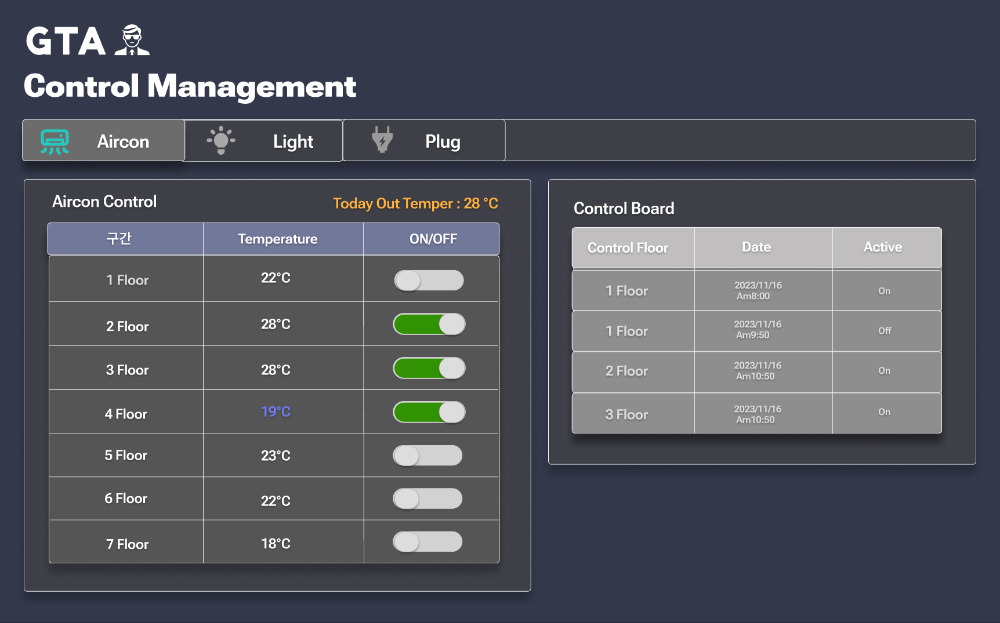 GTA
Control Management
Aircon Light Plug
Aircon Control
Today Out Temper : 28 °C
구간 Temperature ON/OFF
1 Floor 22°C
2 Floor 28°C
3 Floor 28°C
4 Floor 19°C
5 Floor 23°C
6 Floor 22°C
7 Floor 18°C
Control Board
Control Floor Date Active
1 Floor 2023/11/16 On
Am8:00
1 Floor 2023/11/16 Off
Am9:50
2 Floor 2023/11/16 On
Am10:50
3 Floor 2023/11/16 On
Am10:50